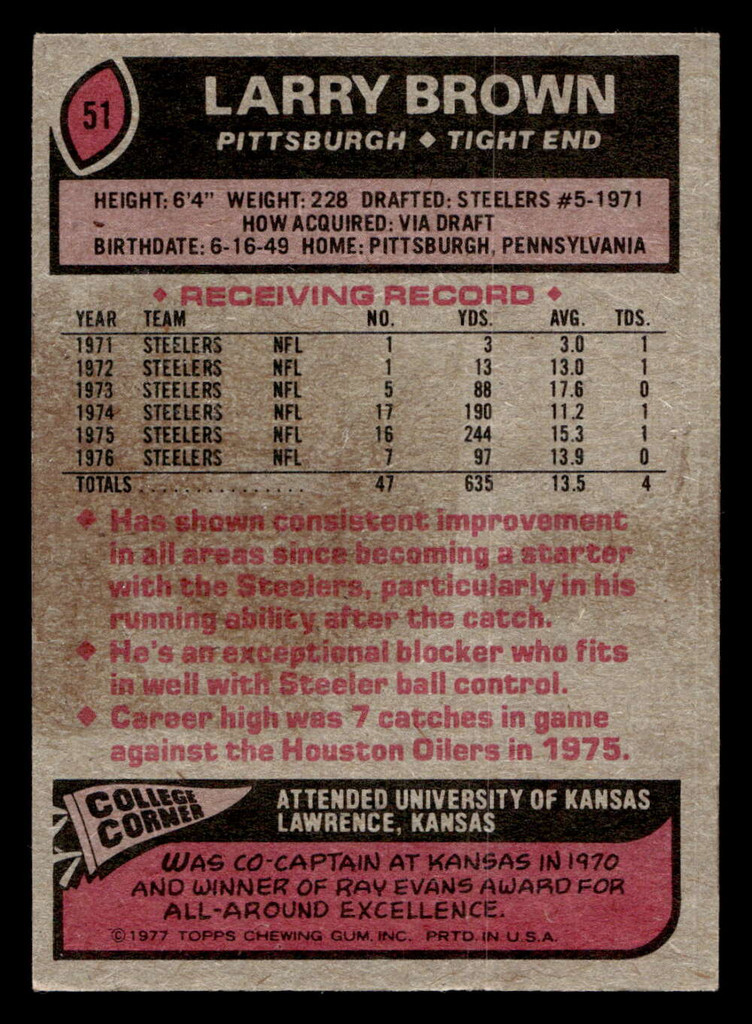 51
LARRY BROWN
PITTSBURGH ◆ TIGHT END
HEIGHT: 6'4" WEIGHT: 228 DRAFTED: STEELERS #5-1971
HOW ACQUIRED: VIA DRAFT
BIRTHDATE: 6-16-49 HOME: PITTSBURGH, PENNSYLVANIA
◆ RECEIVING RECORD ◆
YEAR TEAM NO. YDS. AVG. TDS.
1971 STEELERS NFL 1 3 3.0 1
1972 STEELERS NFL 1 13 13.0 1
1973 STEELERS NFL 5 88 17.6 0
1974 STEELERS NFL 17 190 11.2 1
1975 STEELERS NFL 16 244 15.3 1
1976 STEELERS NFL 7 97 13.9 0
TOTALS ................ 47 635 13.5 4
◆ Has shown consistent improvement
in all areas since becoming a starter
with the Steelers, particularly in his
running ability after the catch.
◆ He's an exceptional blocker who fits
in well with Steeler ball control.
◆ Career high was 7 catches in game
against the Houston Oilers in 1975.
COLLEGE
CORNER
ATTENDED UNIVERSITY OF KANSAS
LAWRENCE, KANSAS
WAS CO-CAPTAIN AT KANSAS IN 1970
AND WINNER OF RAY EVANS AWARD FOR
ALL-AROUND EXCELLENCE.
©1977 TOPPS CHEWING GUM, INC. PRTD. IN U.S.A.